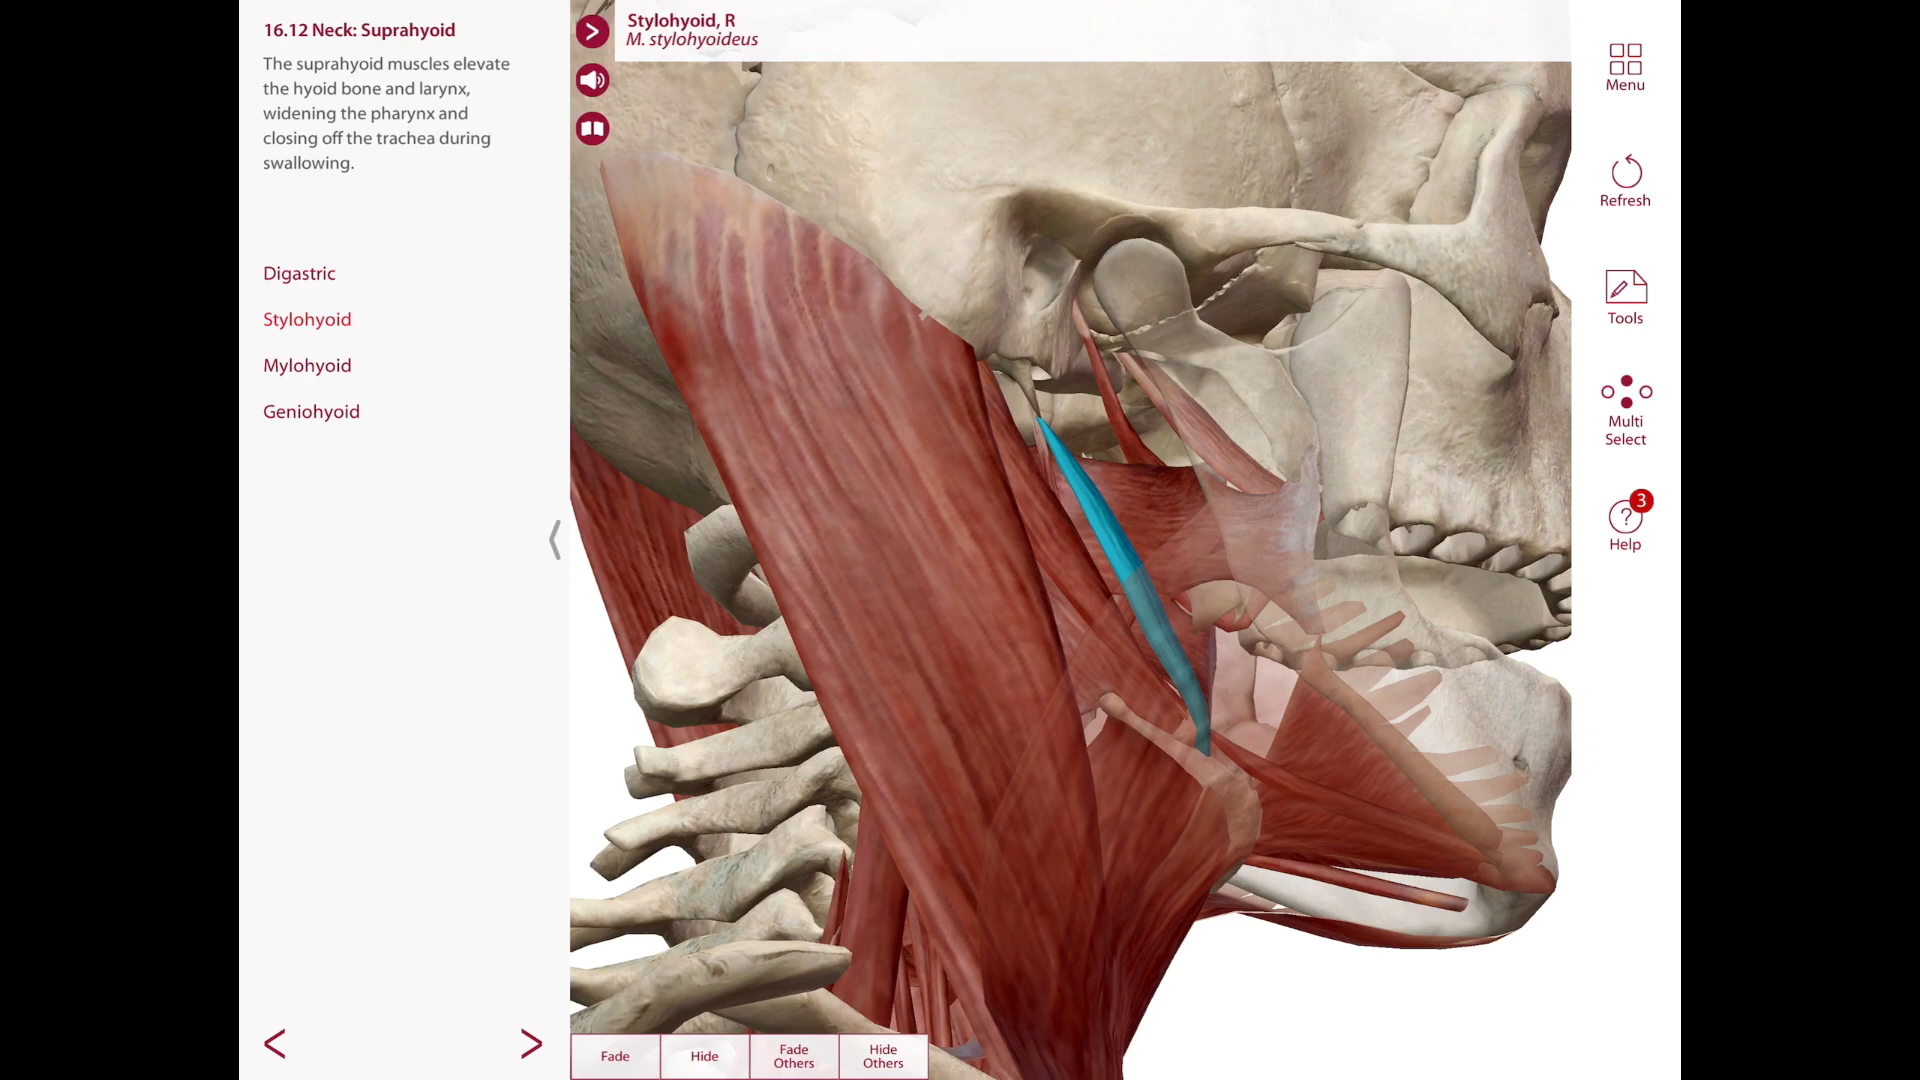 16.12 Neck: Suprahyoid
The suprahyoid muscles elevate
the hyoid bone and larynx,
widening the pharynx and
closing off the trachea during
swallowing.
Digastric
Stylohyoid
Mylohyoid
Geniohyoid
Stylohyoid, R
M. stylohyoideus
Menu
Refresh
Tools
Multi
Select
3
Help
Fade
Hide
Fade
Others
Hide
Others